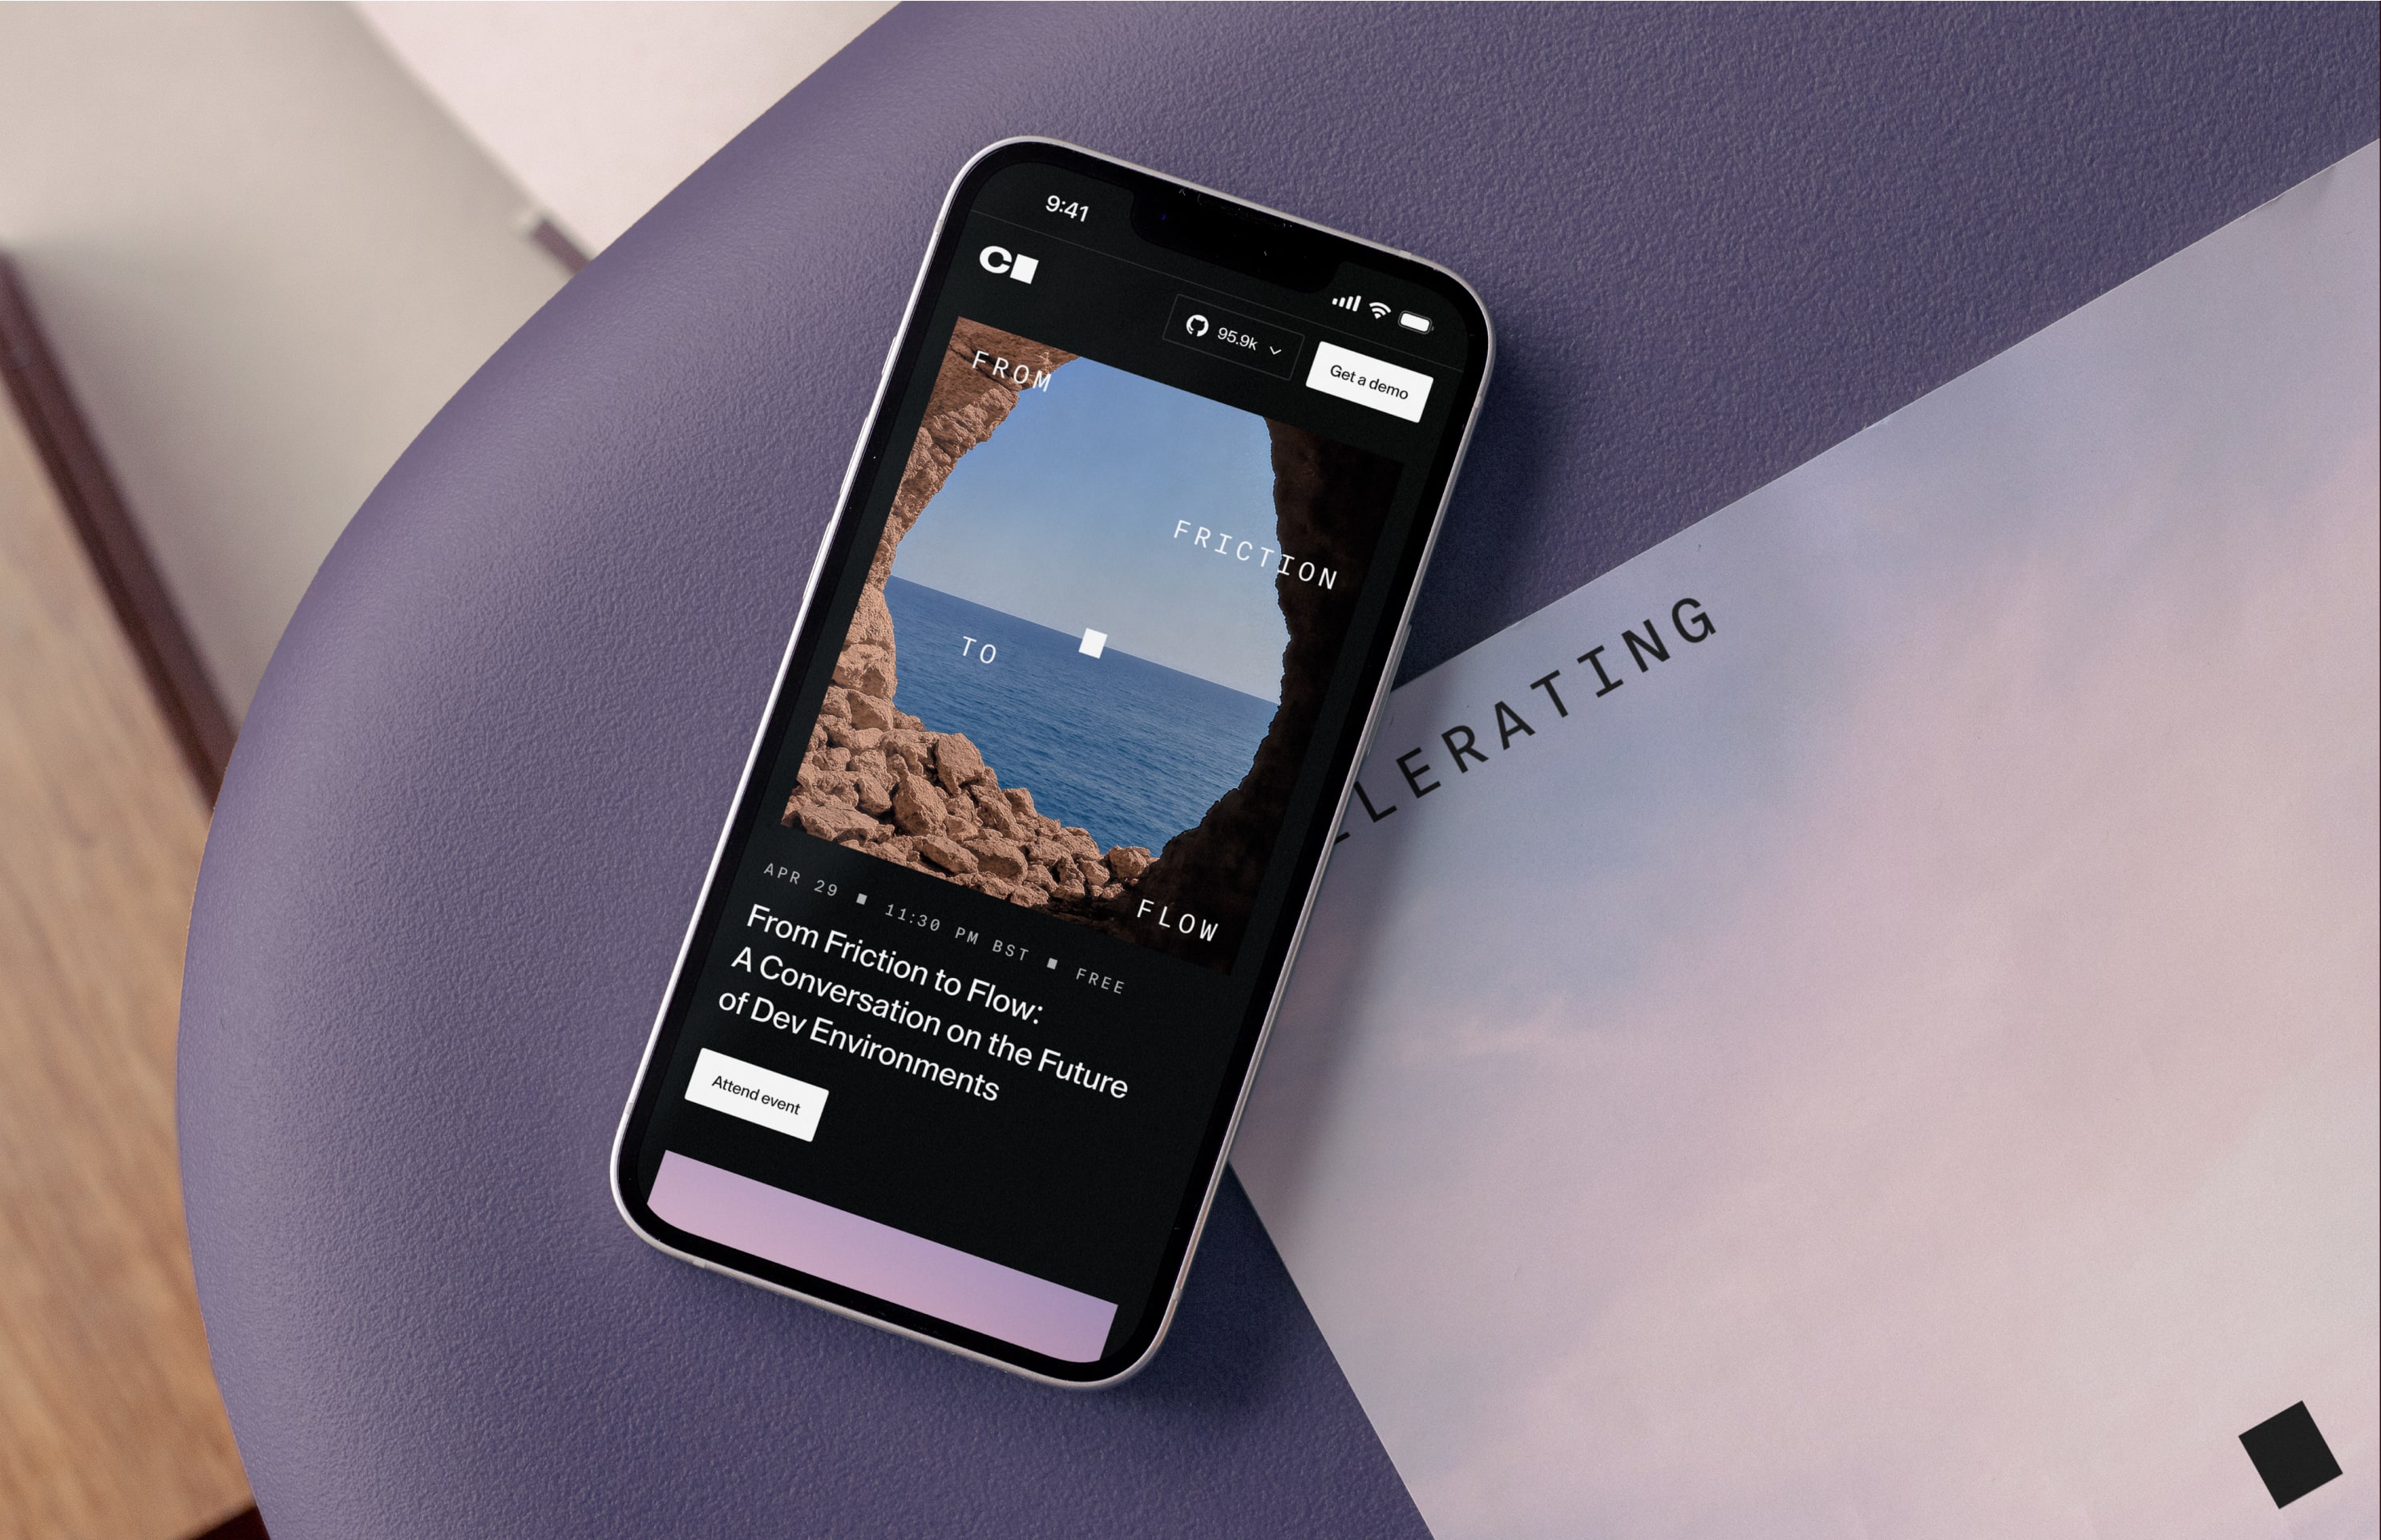 9:41
C
95.9k
Get a demo
FROM
FRICTION
TO
FLOW
APR 29 ■ 11:30 PM BST ■ FREE
From Friction to Flow:
A Conversation on the Future
of Dev Environments
Attend event
LERATING